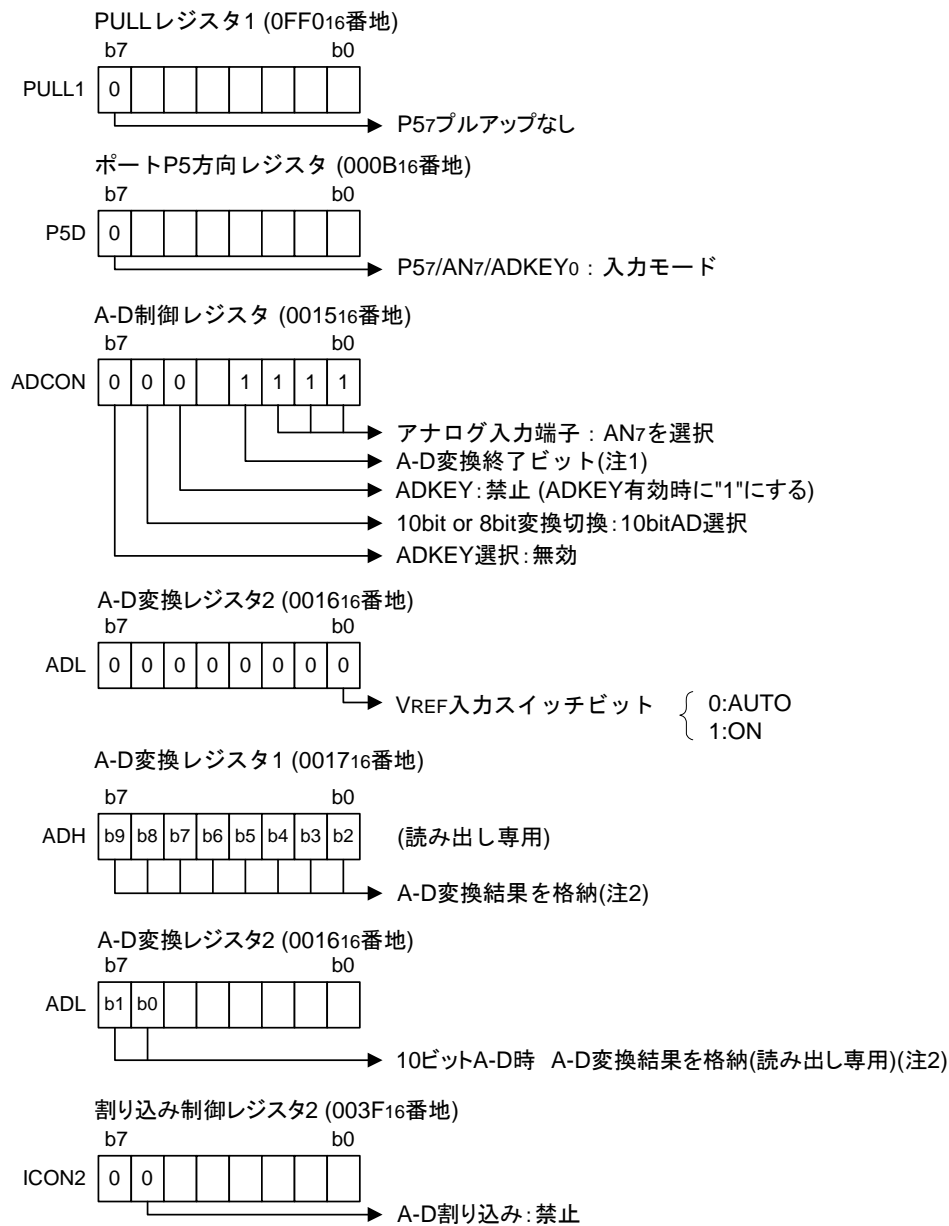 PULLレジスタ1 (0FF016番地)
b7 b0
PULL1 0
P57プルアップなし
ポートP5方向レジスタ (000B16番地)
b7 b0
P5D 0
P57/AN7/ADKEY0 : 入力モード
A-D制御レジスタ (001516番地)
b7 b0
ADCON 0 0 0 1 1 1 1
アナログ入力端子 : AN7を選択
A-D変換終了ビット(注1)
ADKEY:禁止 (ADKEY有効時に"1"にする)
10bit or 8bit変換切換:10bitAD選択
ADKEY選択:無効
A-D変換レジスタ2 (001616番地)
b7 b0
ADL 0 0 0 0 0 0 0 0
VREF入力スイッチビット { 0:AUTO
1:ON
A-D変換レジスタ1 (001716番地)
b7 b0
ADH b9 b8 b7 b6 b5 b4 b3 b2 (読み出し専用)
A-D変換結果を格納(注2)
A-D変換レジスタ2 (001616番地)
b7 b0
ADL b1 b0
10ビットA-D時 A-D変換結果を格納(読み出し専用)(注2)
割り込み制御レジスタ2 (003F16番地)
b7 b0
ICON2 0 0
A-D割り込み:禁止